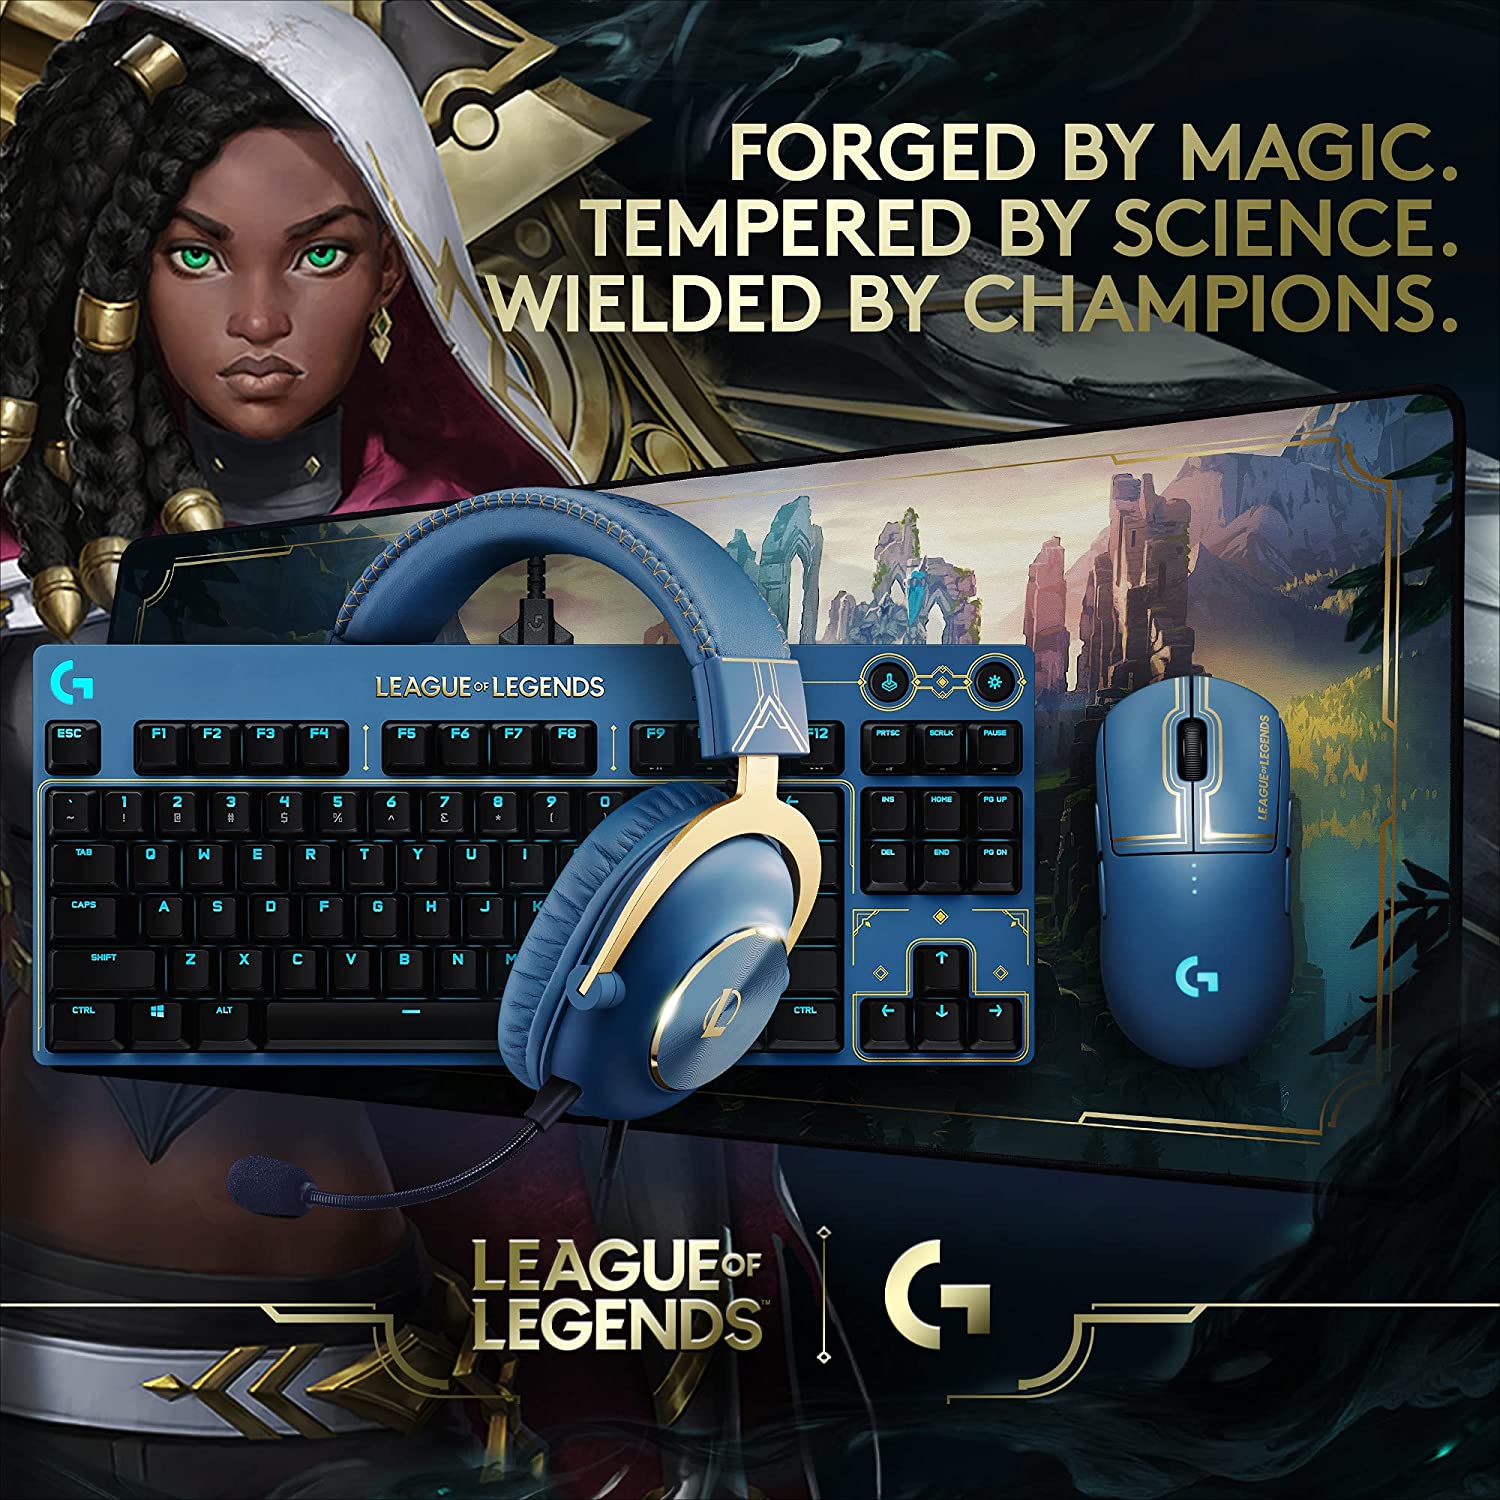 FORGED BY MAGIC.
TEMPERED BY SCIENCE.
WIELDED BY CHAMPIONS.
LEAGUE OF LEGENDS
ESC F1 F2 F3 F4 F5 F6 F7 F8 F9 F12 PRTSC SCRLK PAUSE
` 1 2 3 4 5 6 7 8 9 0 ← INS HOME PG UP
~ ! @ # $ % ^ & * (
TAB Q W E R T Y U I DEL END PG DN
CAPS A S D F G H J K
SHIFT Z X C V B N M ↑
CTRL ALT CTRL ← ↓ →
LEAGUE OF LEGENDS
G
LEAGUE OF
LEGENDS™
G